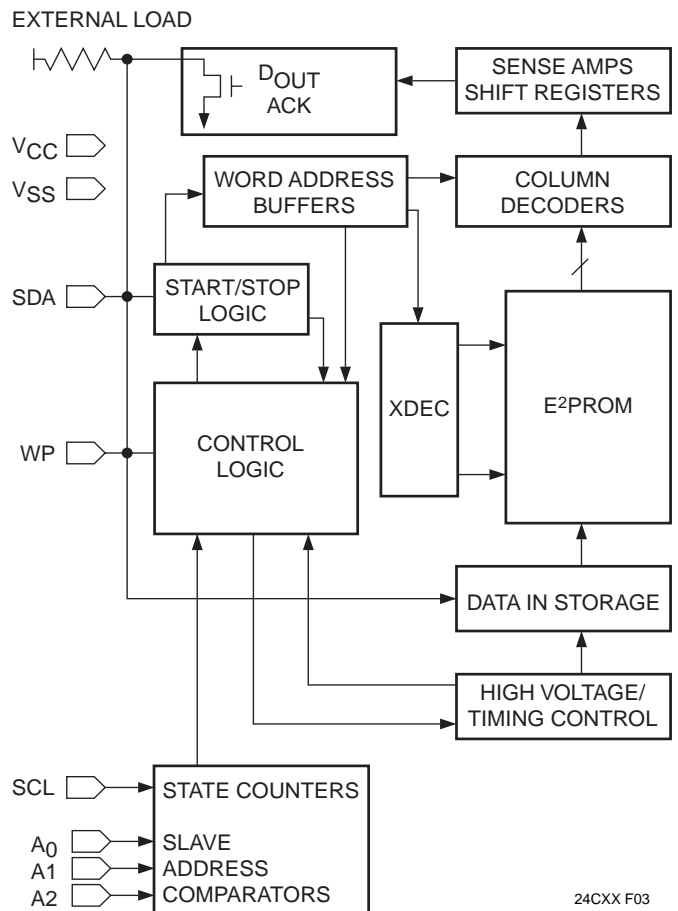 EXTERNAL LOAD
DOUT
ACK
SENSE AMPS
SHIFT REGISTERS
VCC
VSS
WORD ADDRESS
BUFFERS
COLUMN
DECODERS
SDA
START/STOP
LOGIC
XDEC
E2PROM
WP
CONTROL
LOGIC
DATA IN STORAGE
HIGH VOLTAGE/
TIMING CONTROL
SCL
STATE COUNTERS
A0
SLAVE
A1
ADDRESS
A2
COMPARATORS
24CXX F03